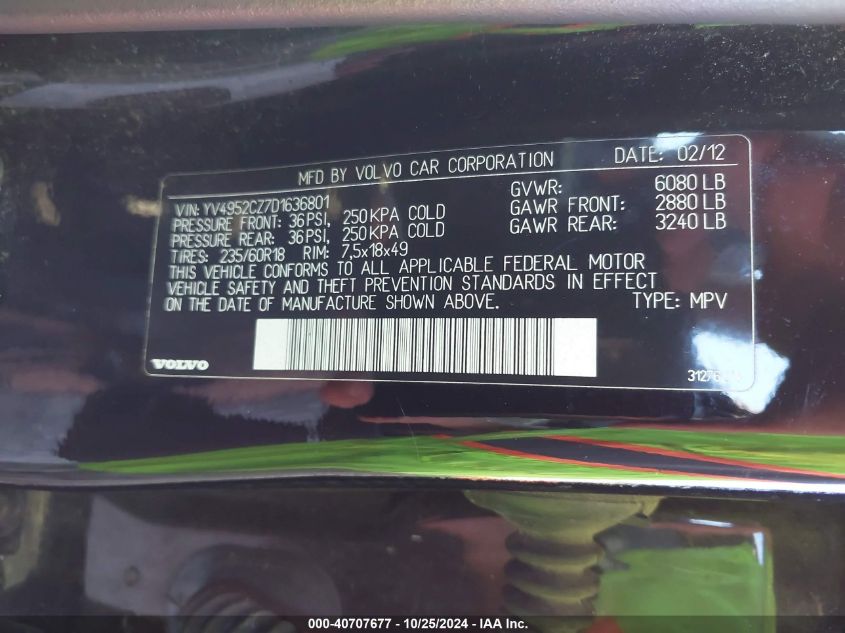 MFD BY VOLVO CAR CORPORATION DATE: 02/12
VIN: YV4952CZ7D1636801 GVWR: 6080 LB
PRESSURE FRONT: 36 PSI, 250 KPA COLD GAWR FRONT: 2880 LB
PRESSURE REAR: 36 PSI, 250 KPA COLD GAWR REAR: 3240 LB
TIRES: 235/60R18 RIM: 7,5x18x49
THIS VEHICLE CONFORMS TO ALL APPLICABLE FEDERAL MOTOR
VEHICLE SAFETY AND THEFT PREVENTION STANDARDS IN EFFECT
ON THE DATE OF MANUFACTURE SHOWN ABOVE. TYPE: MPV
VOLVO
000-40707677 - 10/25/2024 - IAA Inc.